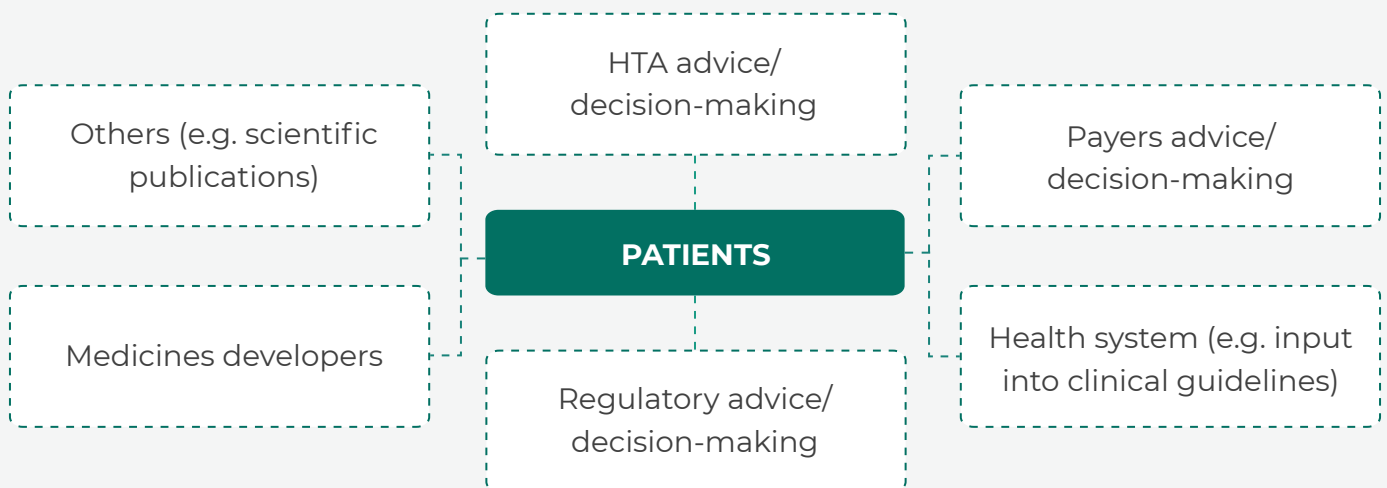 HTA advice/
decision-making
Others (e.g. scientific
publications)
Payers advice/
decision-making
PATIENTS
Medicines developers
Health system (e.g. input
into clinical guidelines)
Regulatory advice/
decision-making